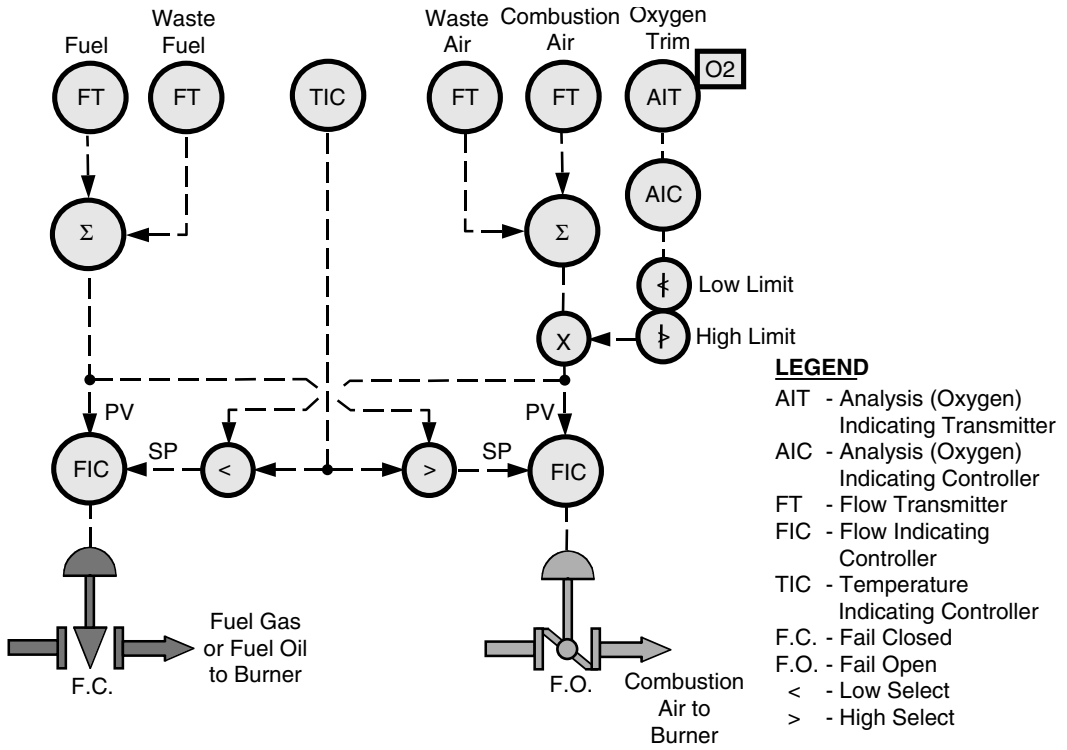 Fuel
Waste
Fuel
Waste
Air
Combustion
Air
Oxygen
Trim
O2
FT
FT
TIC
FT
FT
AIT
AIC
Σ
Σ
≮
Low Limit
X
≯
High Limit
PV
PV
SP
SP
FIC
<
>
FIC
Fuel Gas
or Fuel Oil
to Burner
F.C.
F.O.
Combustion
Air to
Burner
LEGEND
AIT - Analysis (Oxygen)
Indicating Transmitter
AIC - Analysis (Oxygen)
Indicating Controller
FT - Flow Transmitter
FIC - Flow Indicating
Controller
TIC - Temperature
Indicating Controller
F.C. - Fail Closed
F.O. - Fail Open
< - Low Select
> - High Select